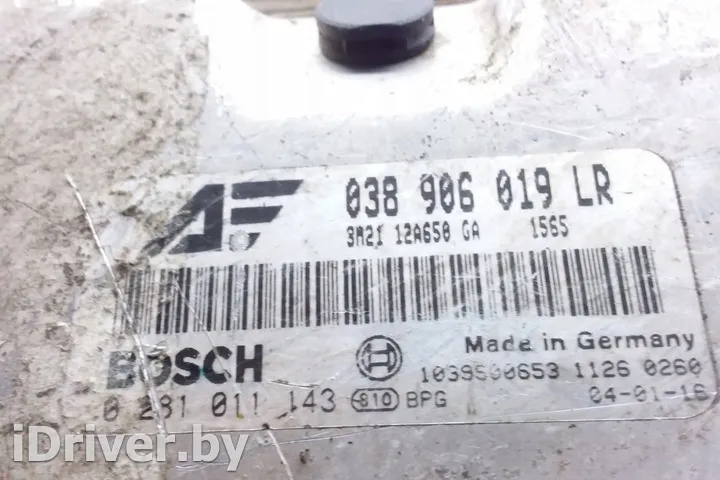 AF 038 906 019 LR
3M21 12A650 GA 1565
BOSCH Made in Germany
1039S00653 1126 0260
0 281 011 143 810 BPG 04-01-16
iDriver.by